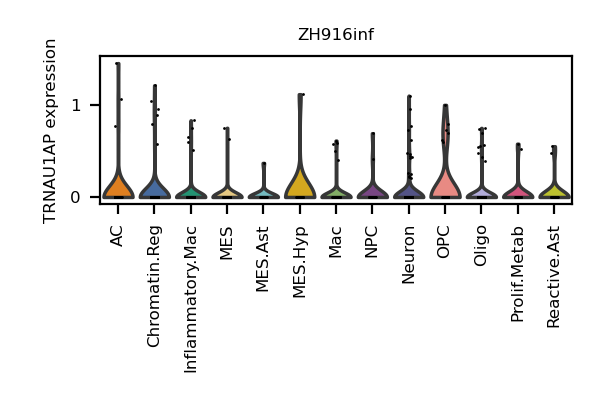 ZH916inf
TRNAU1AP expression
1
0
AC
Chromatin.Reg
Inflammatory.Mac
MES
MES.Ast
MES.Hyp
Mac
NPC
Neuron
OPC
Oligo
Prolif.Metab
Reactive.Ast